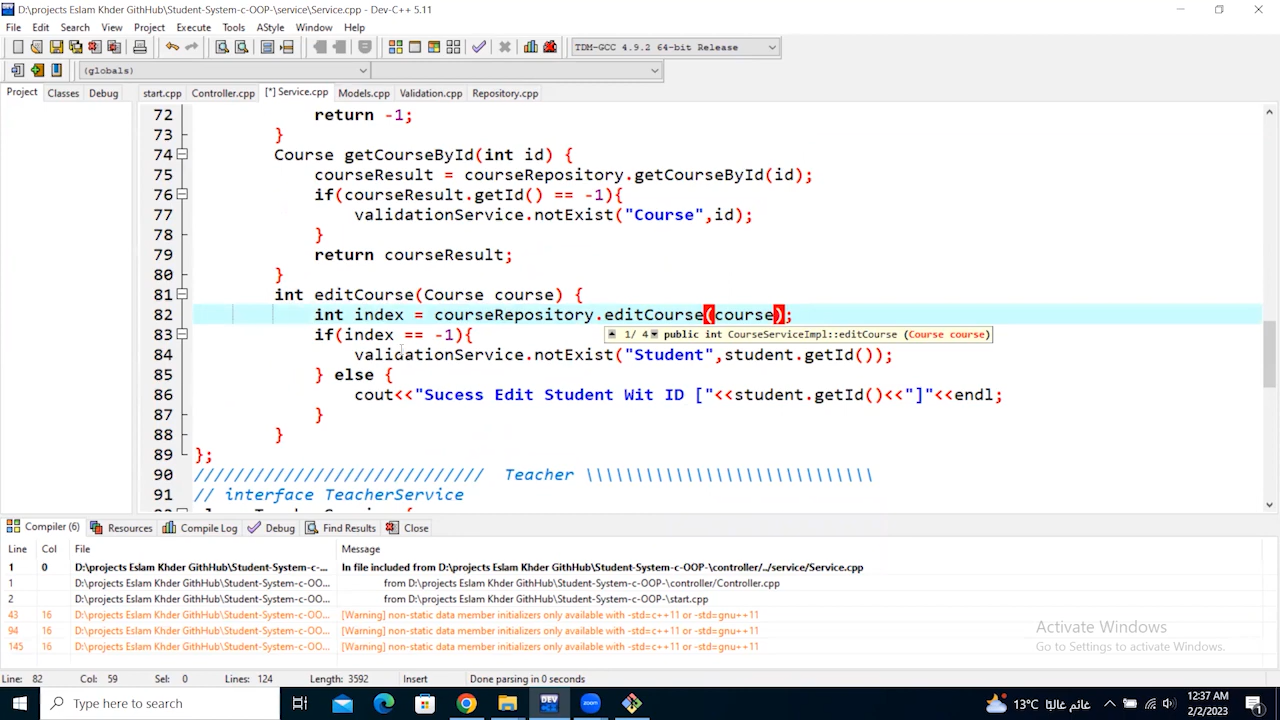 D:\projects Eslam Khder GithHub\Student-System-c-OOP-\service\Service.cpp - Dev-C++ 5.11
File Edit Search View Project Execute Tools AStyle Window Help
TDM-GCC 4.9.2 64-bit Release
(globals)
Project Classes Debug start.cpp Controller.cpp [*] Service.cpp Models.cpp Validation.cpp Repository.cpp
72 return -1;
73 }
74 Course getCourseById(int id) {
75 courseResult = courseRepository.getCourseById(id);
76 if(courseResult.getId() == -1){
77 validationService.notExist("Course",id);
78 }
79 return courseResult;
80 }
81 int editCourse(Course course) {
82 int index = courseRepository.editCourse(course);
83 if(index == -1){
1/ 4 public int CourseServiceImpl::editCourse (Course course)
84 validationService.notExist("Student",student.getId());
85 } else {
86 cout<<"Sucess Edit Student Wit ID ["<<student.getId()<<"]"<<endl;
87 }
88 }
89 };
90 ///////////////////////////// Teacher \\\\\\\\\\\\\\\\\\\\\\\\\\\\\
91 // interface TeacherService
Compiler (6) Resources Compile Log Debug Find Results Close
Line Col File Message
1 0 D:\projects Eslam Khder GithHub\Student-System-c-... In file included from D:\projects Eslam Khder GithHub\Student-System-c-OOP-\controller/../service/Service.cpp
1 D:\projects Eslam Khder GithHub\Student-System-c-OO... from D:\projects Eslam Khder GithHub\Student-System-c-OOP-\controller/Controller.cpp
2 D:\projects Eslam Khder GithHub\Student-System-c-OO... from D:\projects Eslam Khder GithHub\Student-System-c-OOP-\start.cpp
43 16 D:\projects Eslam Khder GithHub\Student-System-c-OO... [Warning] non-static data member initializers only available with -std=c++11 or -std=gnu++11
94 16 D:\projects Eslam Khder GithHub\Student-System-c-OO... [Warning] non-static data member initializers only available with -std=c++11 or -std=gnu++11
145 16 D:\projects Eslam Khder GithHub\Student-System-c-OO... [Warning] non-static data member initializers only available with -std=c++11 or -std=gnu++11
Activate Windows
Go to Settings to activate Windows.
Line: 82 Col: 59 Sel: 0 Lines: 124 Length: 3592 Insert Done parsing in 0 seconds
Type here to search
13°C غائم غالبًا
12:37 AM
2/2/2023
1